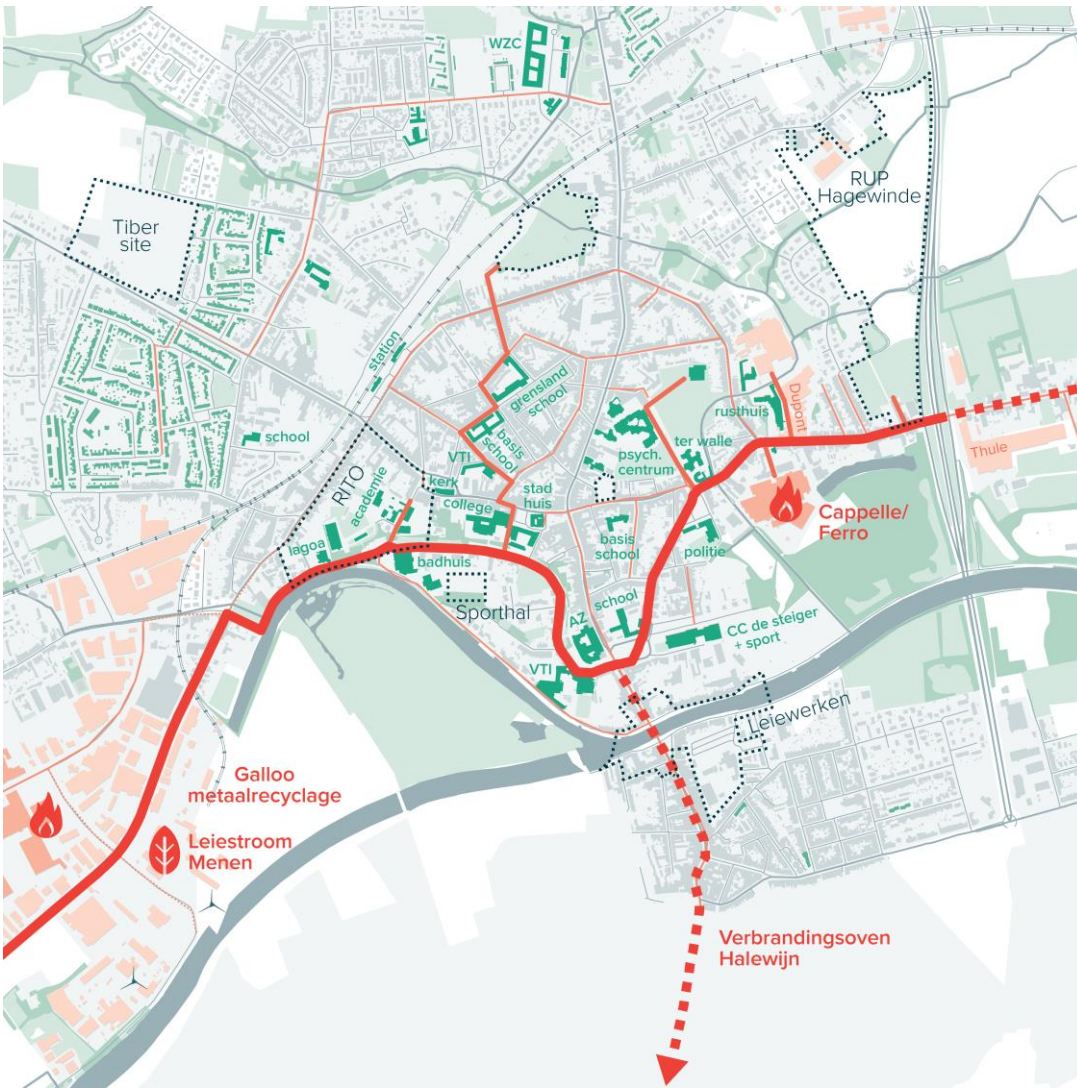 WZC
RUP
Hagewinde
Tiber
site
station
grensland
school
basis
school
school
VTI
RITO
academie
kerk
college
stad
huis
lagoa
badhuis
Sporthal
psych.
centrum
ter walle
rusthuis
Dupont
Thule
Cappelle/
Ferro
basis
school
politie
AZ
school
VTI
CC de steiger
+ sport
Leiewerken
Galloo
metaalrecyclage
Leiestroom
Menen
Verbrandingsoven
Halewijn